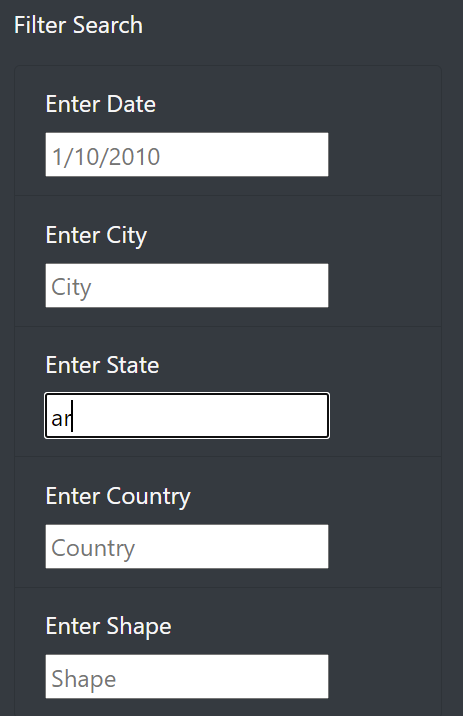 Filter Search
Enter Date
1/10/2010
Enter City
City
Enter State
ar
Enter Country
Country
Enter Shape
Shape